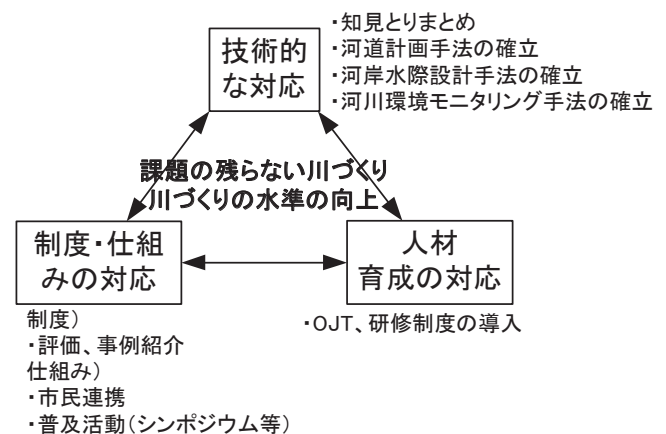 技術的
な対応
・知見とりまとめ
・河道計画手法の確立
・河岸水際設計手法の確立
・河川環境モニタリング手法の確立
課題の残らない川づくり
川づくりの水準の向上
制度・仕組
みの対応
制度)
・評価、事例紹介
仕組み)
・市民連携
・普及活動(シンポジウム等)
人材
育成の対応
・OJT、研修制度の導入